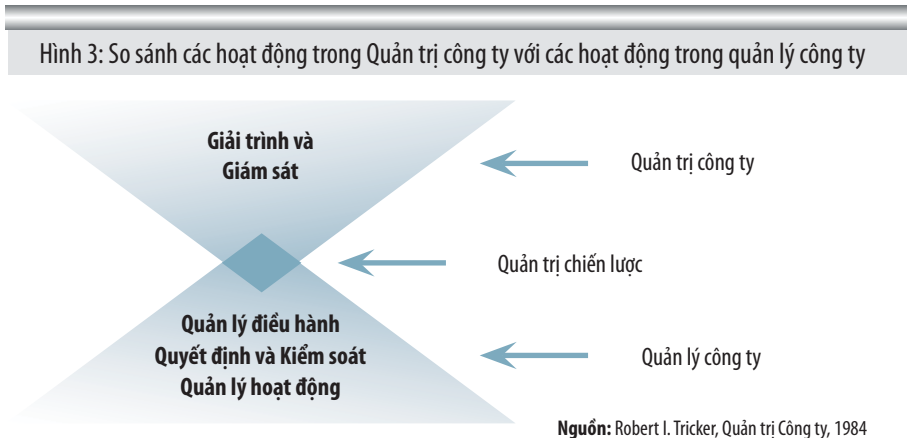 Hình 3: So sánh các hoạt động trong Quản trị công ty với các hoạt động trong quản lý công ty
Giải trình và
Giám sát
Quản trị công ty
Quản trị chiến lược
Quản lý điều hành
Quyết định và Kiểm soát
Quản lý hoạt động
Quản lý công ty
Nguồn: Robert I. Tricker, Quản trị Công ty, 1984